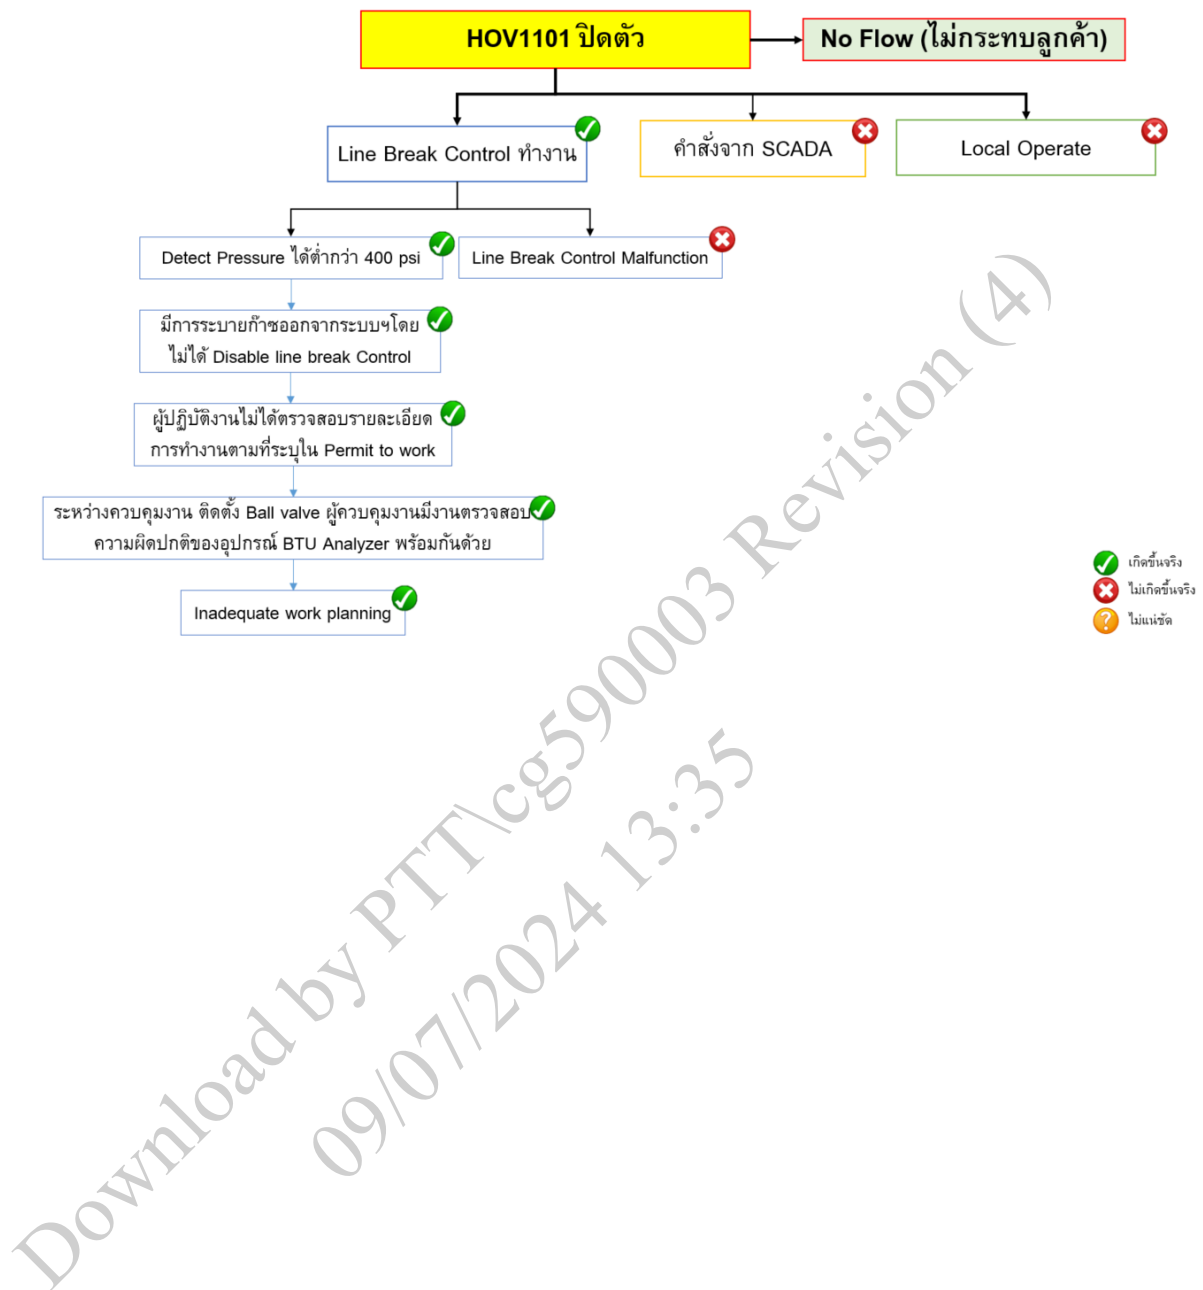 HOV1101 ปิดตัว
No Flow (ไม่กระทบลูกค้า)
Line Break Control ทำงาน
คำสั่งจาก SCADA
Local Operate
Detect Pressure ได้ต่ำกว่า 400 psi
Line Break Control Malfunction
มีการระบายก๊าซออกจากระบบฯโดย
ไม่ได้ Disable line break Control
ผู้ปฏิบัติงานไม่ได้ตรวจสอบรายละเอียด
การทำงานตามที่ระบุใน Permit to work
ระหว่างควบคุมงาน ติดตั้ง Ball valve ผู้ควบคุมงานมีงานตรวจสอบ
ความผิดปกติของอุปกรณ์ BTU Analyzer พร้อมกันด้วย
Inadequate work planning
เกิดขึ้นจริง
ไม่เกิดขึ้นจริง
ไม่แน่ชัด
Download by PTT\cg590003 Revision (4)
09/07/2024 13:35